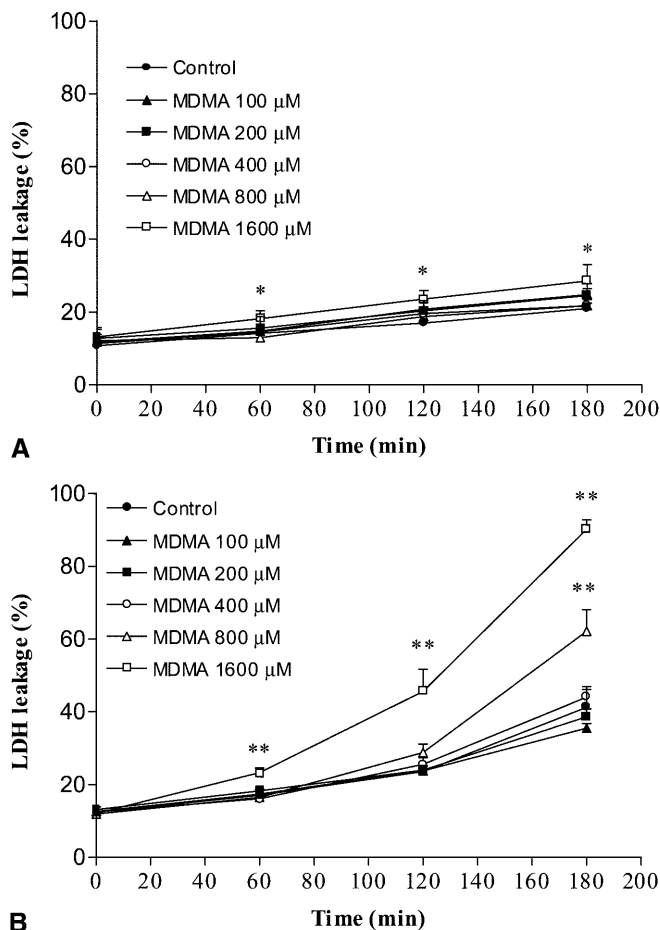 100
80
60
40
20
0
LDH leakage (%)
Control
MDMA 100 μM
MDMA 200 μM
MDMA 400 μM
MDMA 800 μM
MDMA 1600 μM
*
*
*
0 20 40 60 80 100 120 140 160 180 200
Time (min)
A
100
80
60
40
20
0
LDH leakage (%)
Control
MDMA 100 μM
MDMA 200 μM
MDMA 400 μM
MDMA 800 μM
MDMA 1600 μM
**
**
**
**
0 20 40 60 80 100 120 140 160 180 200
Time (min)
B